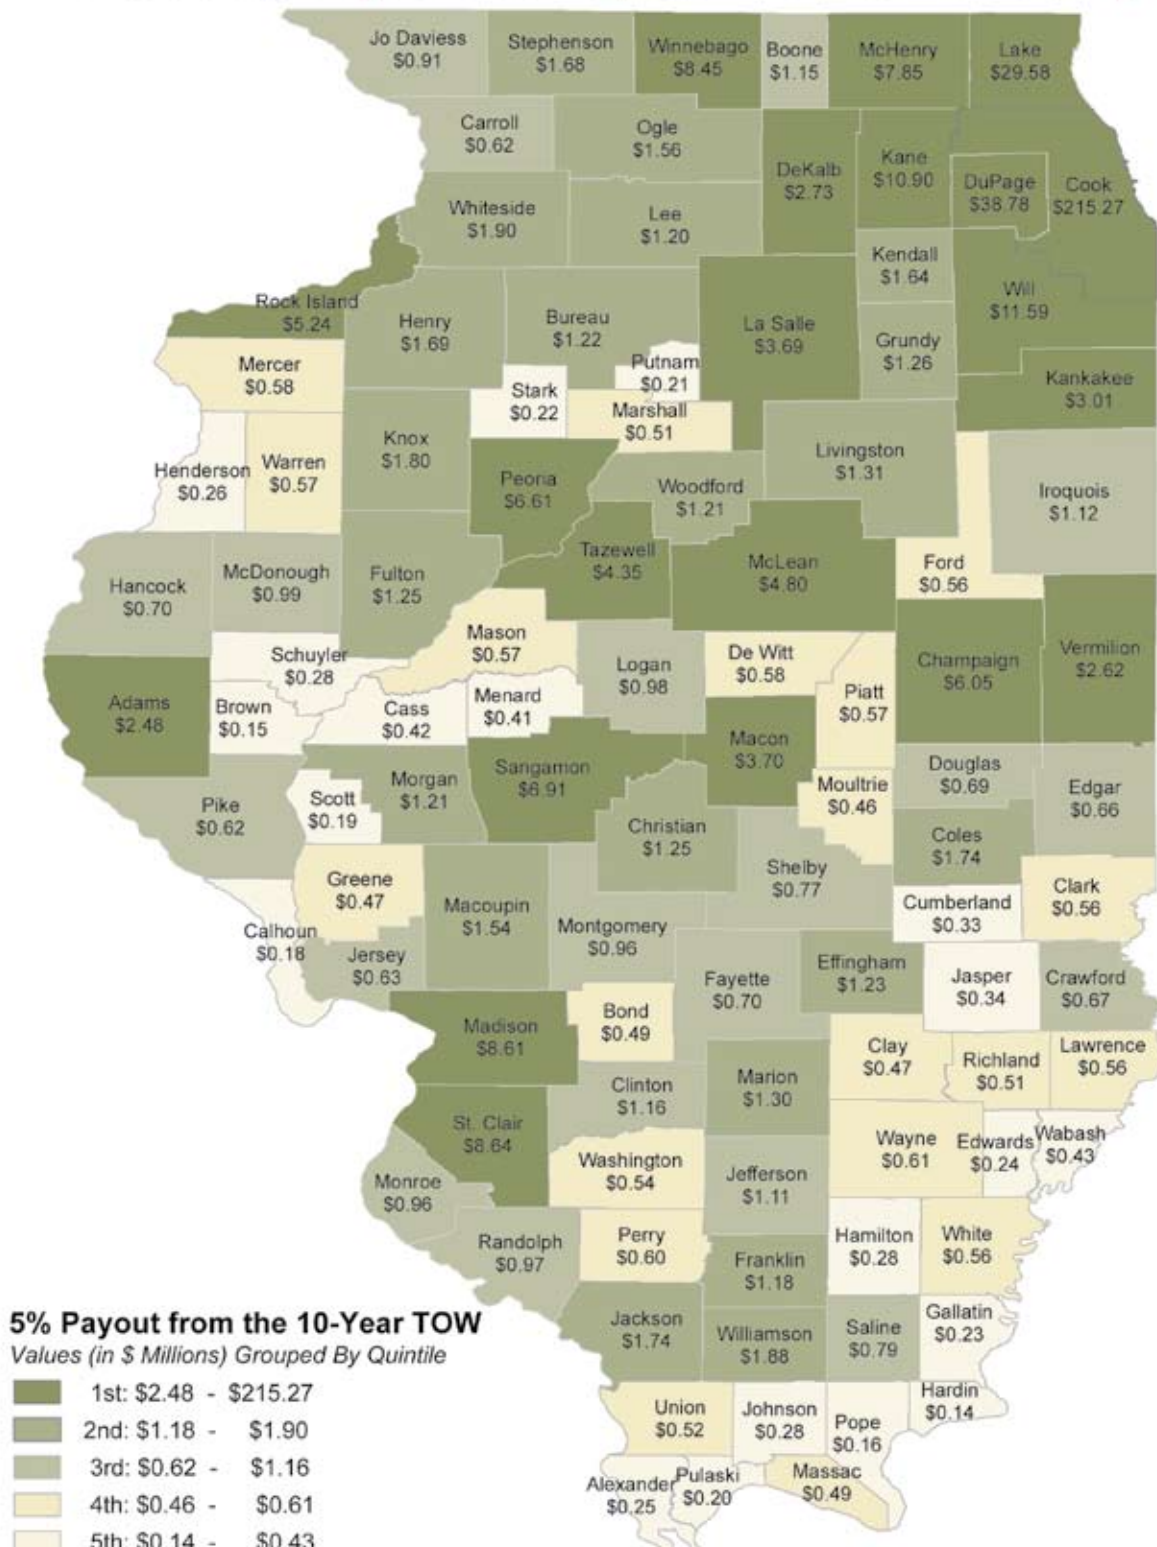 Jo Daviess
$0.91
Stephenson
$1.68
Winnebago
$8.45
Boone
$1.15
McHenry
$7.85
Lake
$29.58
Carroll
$0.62
Ogle
$1.56
DeKalb
$2.73
Kane
$10.90
DuPage
$38.78
Cook
$215.27
Whiteside
$1.90
Lee
$1.20
Kendall
$1.64
Will
$11.59
Rock Island
$5.24
Henry
$1.69
Bureau
$1.22
La Salle
$3.69
Grundy
$1.26
Putnam
$0.21
Mercer
$0.58
Kankakee
$3.01
Stark
$0.22
Marshall
$0.51
Knox
$1.80
Livingston
$1.31
Henderson
$0.26
Warren
$0.57
Peoria
$6.61
Woodford
$1.21
Iroquois
$1.12
Hancock
$0.70
McDonough
$0.99
Fulton
$1.25
Tazewell
$4.35
McLean
$4.80
Ford
$0.56
Mason
$0.57
Schuyler
$0.28
Logan
$0.98
De Witt
$0.58
Champaign
$6.05
Vermilion
$2.62
Adams
$2.48
Brown
$0.15
Cass
$0.42
Menard
$0.41
Piatt
$0.57
Macon
$3.70
Sangamon
$6.91
Morgan
$1.21
Douglas
$0.69
Edgar
$0.66
Pike
$0.62
Scott
$0.19
Moultrie
$0.46
Christian
$1.25
Coles
$1.74
Shelby
$0.77
Greene
$0.47
Macoupin
$1.54
Cumberland
$0.33
Clark
$0.56
Calhoun
$0.18
Jersey
$0.63
Montgomery
$0.96
Fayette
$0.70
Effingham
$1.23
Jasper
$0.34
Crawford
$0.67
Madison
$8.61
Bond
$0.49
Clay
$0.47
Richland
$0.51
Lawrence
$0.56
Clinton
$1.16
Marion
$1.30
St. Clair
$8.64
Wayne
$0.61
Edwards
$0.24
Wabash
$0.43
Washington
$0.54
Monroe
$0.96
Jefferson
$1.11
Randolph
$0.97
Perry
$0.60
Hamilton
$0.28
White
$0.56
Franklin
$1.18
Jackson
$1.74
Williamson
$1.88
Saline
$0.79
Gallatin
$0.23
Union
$0.52
Johnson
$0.28
Pope
$0.16
Hardin
$0.14
Alexander
$0.25
Pulaski
$0.20
Massac
$0.49
5% Payout from the 10-Year TOW
Values (in $ Millions) Grouped By Quintile
1st: $2.48 - $215.27
2nd: $1.18 - $1.90
3rd: $0.62 - $1.16
4th: $0.46 - $0.61
5th: $0.14 - $0.43